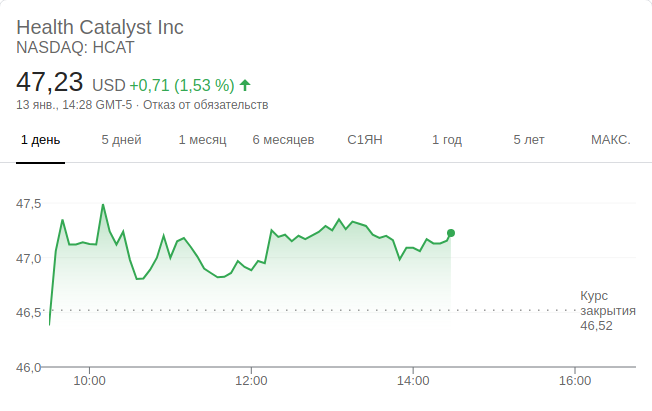 Health Catalyst Inc
NASDAQ: HCAT
47,23 USD +0,71 (1,53 %)
13 янв., 14:28 GMT-5 · Отказ от обязательств
1 день 5 дней 1 месяц 6 месяцев С1ЯН 1 год 5 лет МАКС.
47,5
47,0
46,5
46,0
Курс
закрытия
46,52
10:00 12:00 14:00 16:00